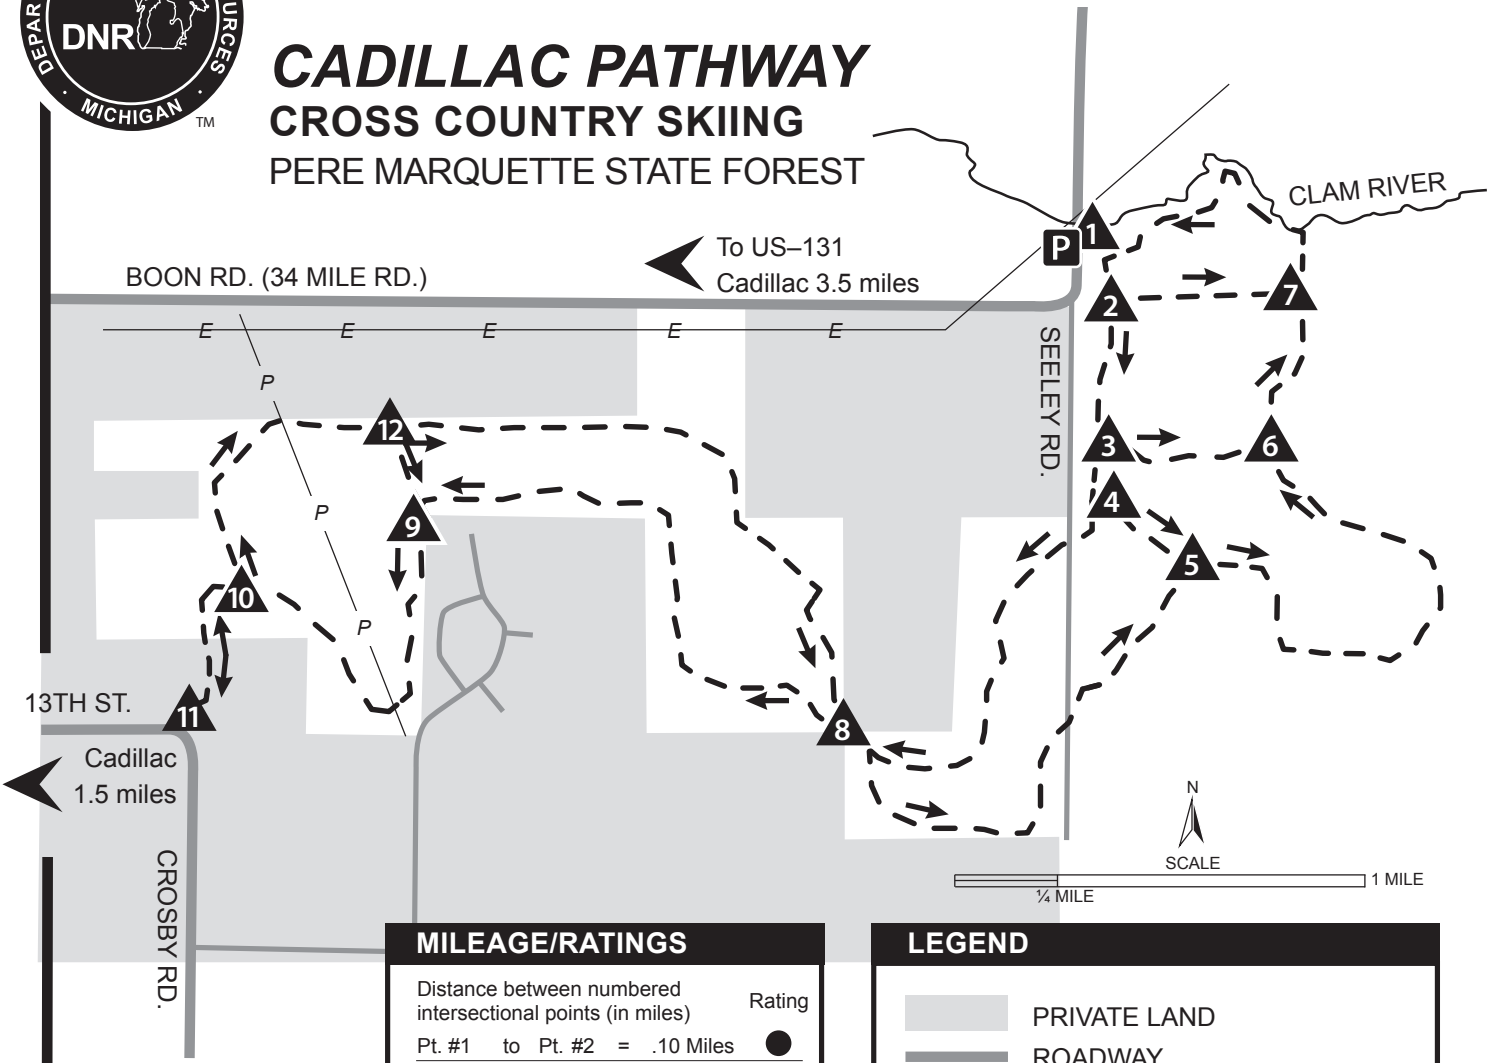 DEPAR
URCES
DNR
· MICHIGAN ·
TM
CADILLAC PATHWAY
CROSS COUNTRY SKIING
PERE MARQUETTE STATE FOREST
CLAM RIVER
1
P
To US–131
Cadillac 3.5 miles
BOON RD. (34 MILE RD.)
2
7
E E E E E
SEELEY RD.
P
12
3
6
4
P
9
5
10
P
13TH ST.
11
8
Cadillac
1.5 miles
N
SCALE
1 MILE
¼ MILE
CROSBY RD.
MILEAGE/RATINGS
Distance between numbered
intersectional points (in miles)
Rating
Pt. #1 to Pt. #2 = .10 Miles
LEGEND
PRIVATE LAND
ROADWAY